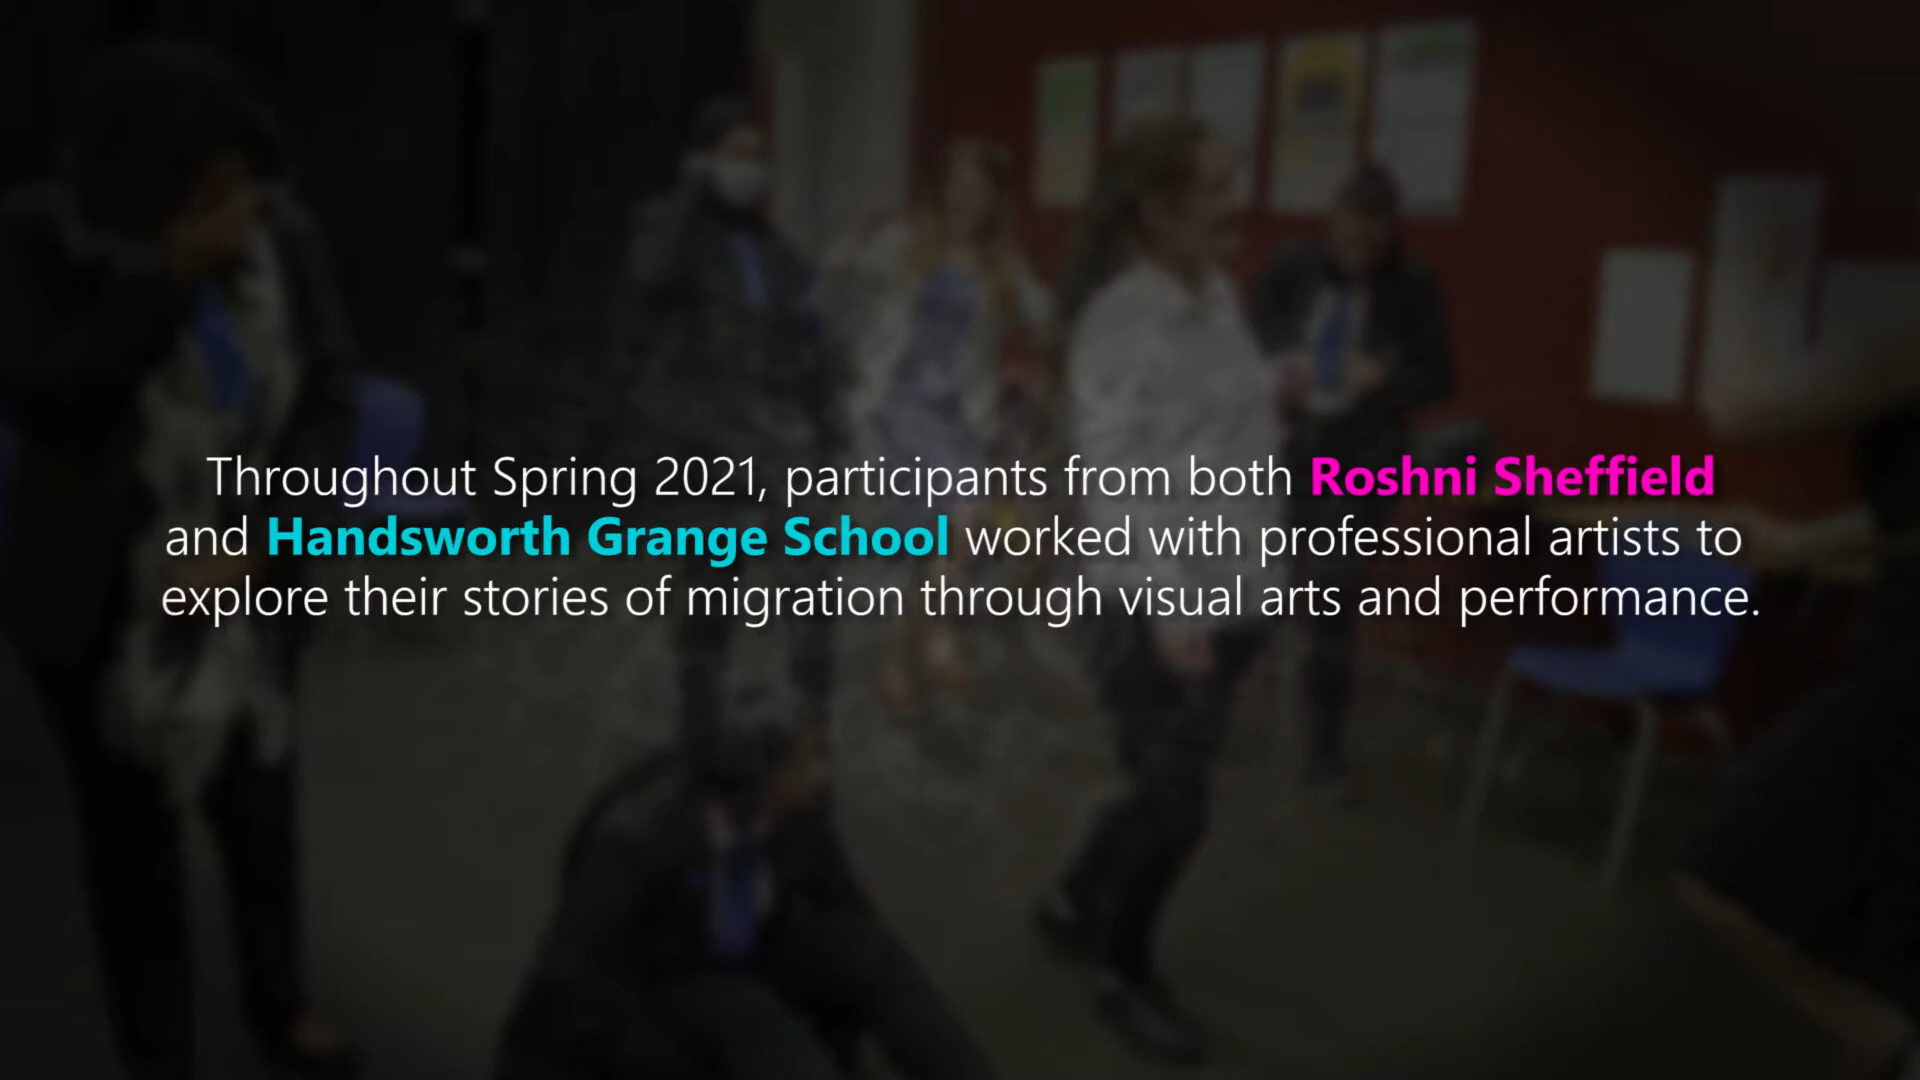 Throughout Spring 2021, participants from both Roshni Sheffield
and Handsworth Grange School worked with professional artists to
explore their stories of migration through visual arts and performance.